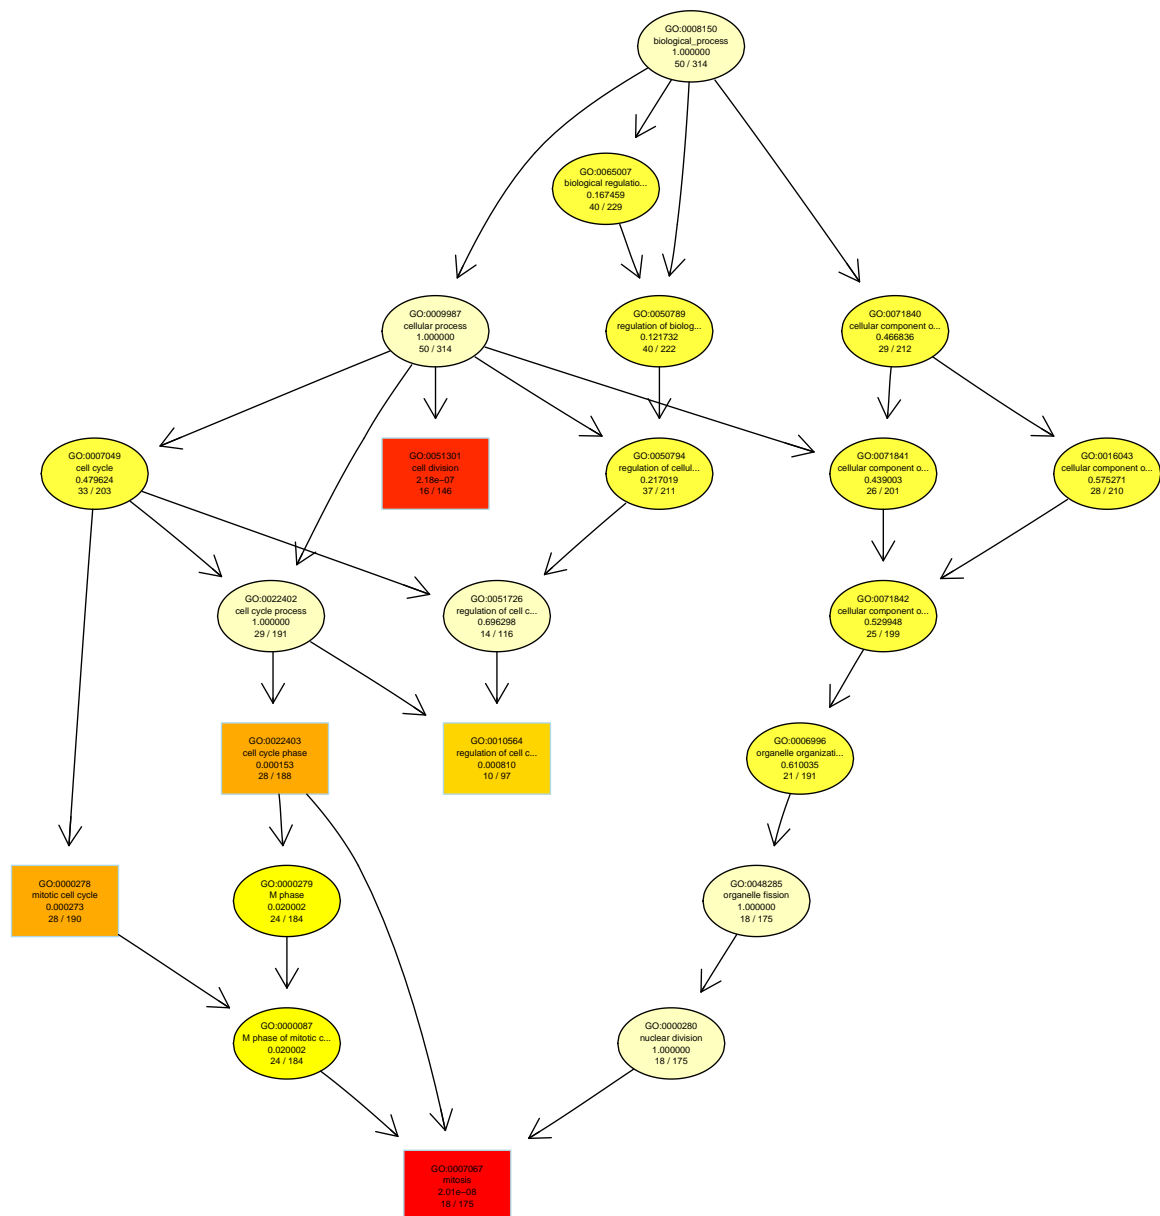 GO:0008150
biological_process
1.000000
50 / 314
GO:0065007
biological regulatio...
0.167459
40 / 229
GO:0009987
cellular process
1.000000
50 / 314
GO:0050789
regulation of biolog...
0.121732
40 / 222
GO:0071840
cellular component o...
0.466836
29 / 212
GO:0007049
cell cycle
0.479624
33 / 203
GO:0051301
cell division
2.18e−07
16 / 146
GO:0050794
regulation of cellul...
0.217019
37 / 211
GO:0071841
cellular component o...
0.439003
26 / 201
GO:0016043
cellular component o...
0.575271
28 / 210
GO:0022402
cell cycle process
1.000000
29 / 191
GO:0051726
regulation of cell c...
0.696298
14 / 116
GO:0071842
cellular component o...
0.529948
25 / 199
GO:0022403
cell cycle phase
0.000153
28 / 188
GO:0010564
regulation of cell c...
0.000810
10 / 97
GO:0006996
organelle organizati...
0.610035
21 / 191
GO:0000278
mitotic cell cycle
0.000273
28 / 190
GO:0000279
M phase
0.020002
24 / 184
GO:0048285
organelle fission
1.000000
18 / 175
GO:0000087
M phase of mitotic c...
0.020002
24 / 184
GO:0000280
nuclear division
1.000000
18 / 175
GO:0007067
mitosis
2.01e−08
18 / 175